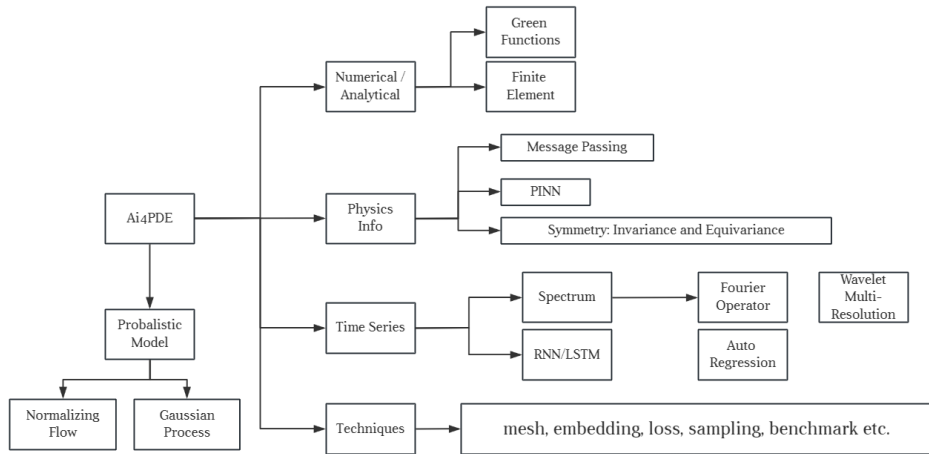 Green
Functions
Numerical /
Analytical
Finite
Element
Message Passing
Ai4PDE
Physics
Info
PINN
Symmetry: Invariance and Equivariance
Probalistic
Model
Time Series
Spectrum
Fourier
Operator
Wavelet
Multi-
Resolution
RNN/LSTM
Auto
Regression
Normalizing
Flow
Gaussian
Process
Techniques
mesh, embedding, loss, sampling, benchmark etc.